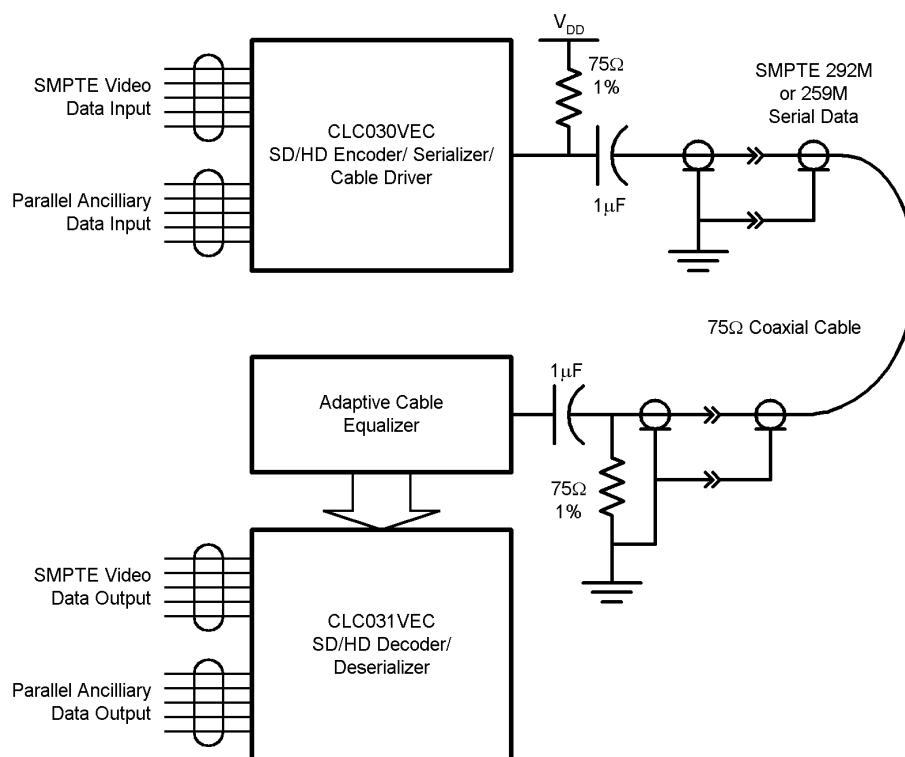 SMPTE Video
Data Input
Parallel Ancilliary
Data Input
CLC030VEC
SD/HD Encoder/ Serializer/
Cable Driver
VDD
75Ω
1%
1μF
SMPTE 292M
or 259M
Serial Data
75Ω Coaxial Cable
Adaptive Cable
Equalizer
1μF
75Ω
1%
SMPTE Video
Data Output
Parallel Ancilliary
Data Output
CLC031VEC
SD/HD Decoder/
Deserializer